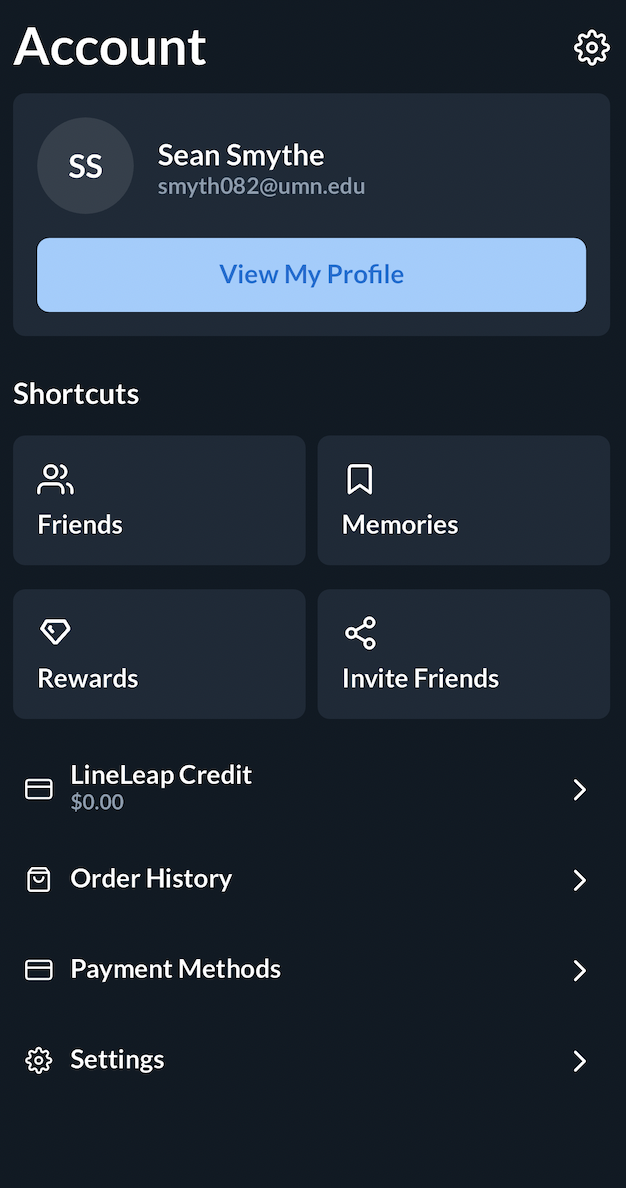 Account
SS
Sean Smythe
smyth082@umn.edu
View My Profile
Shortcuts
Friends
Memories
Rewards
Invite Friends
LineLeap Credit
$0.00
Order History
Payment Methods
Settings